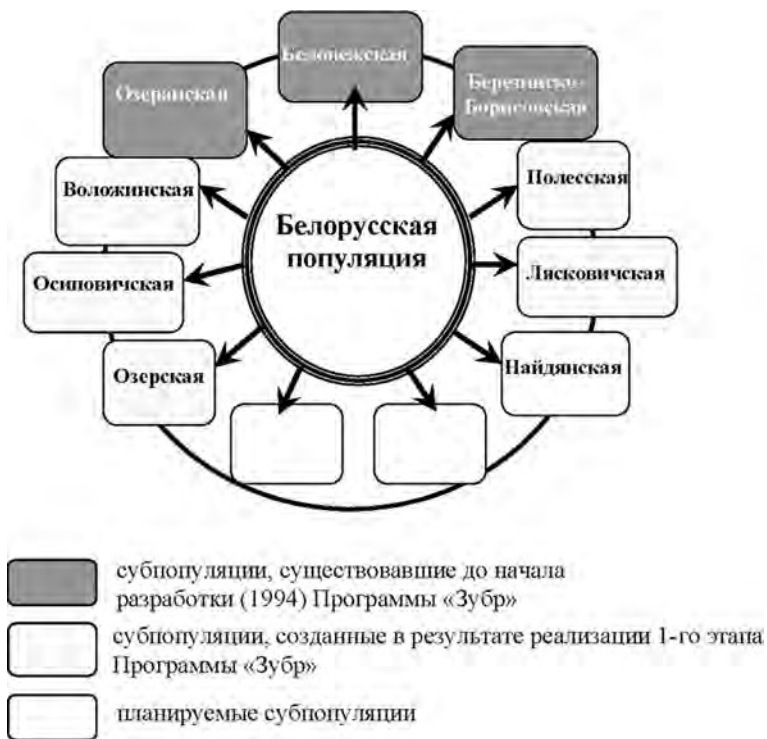 Беловежская
Озеранская
Березинско-
Борисовская
Воложинская
Полесская
Белорусская
популяция
Осиповичская
Лясковичская
Озерская
Найдянская
субпопуляции, существовавшие до начала
разработки (1994) Программы «Зубр»
субпопуляции, созданные в результате реализации 1-го этапа
Программы «Зубр»
планируемые субпопуляции